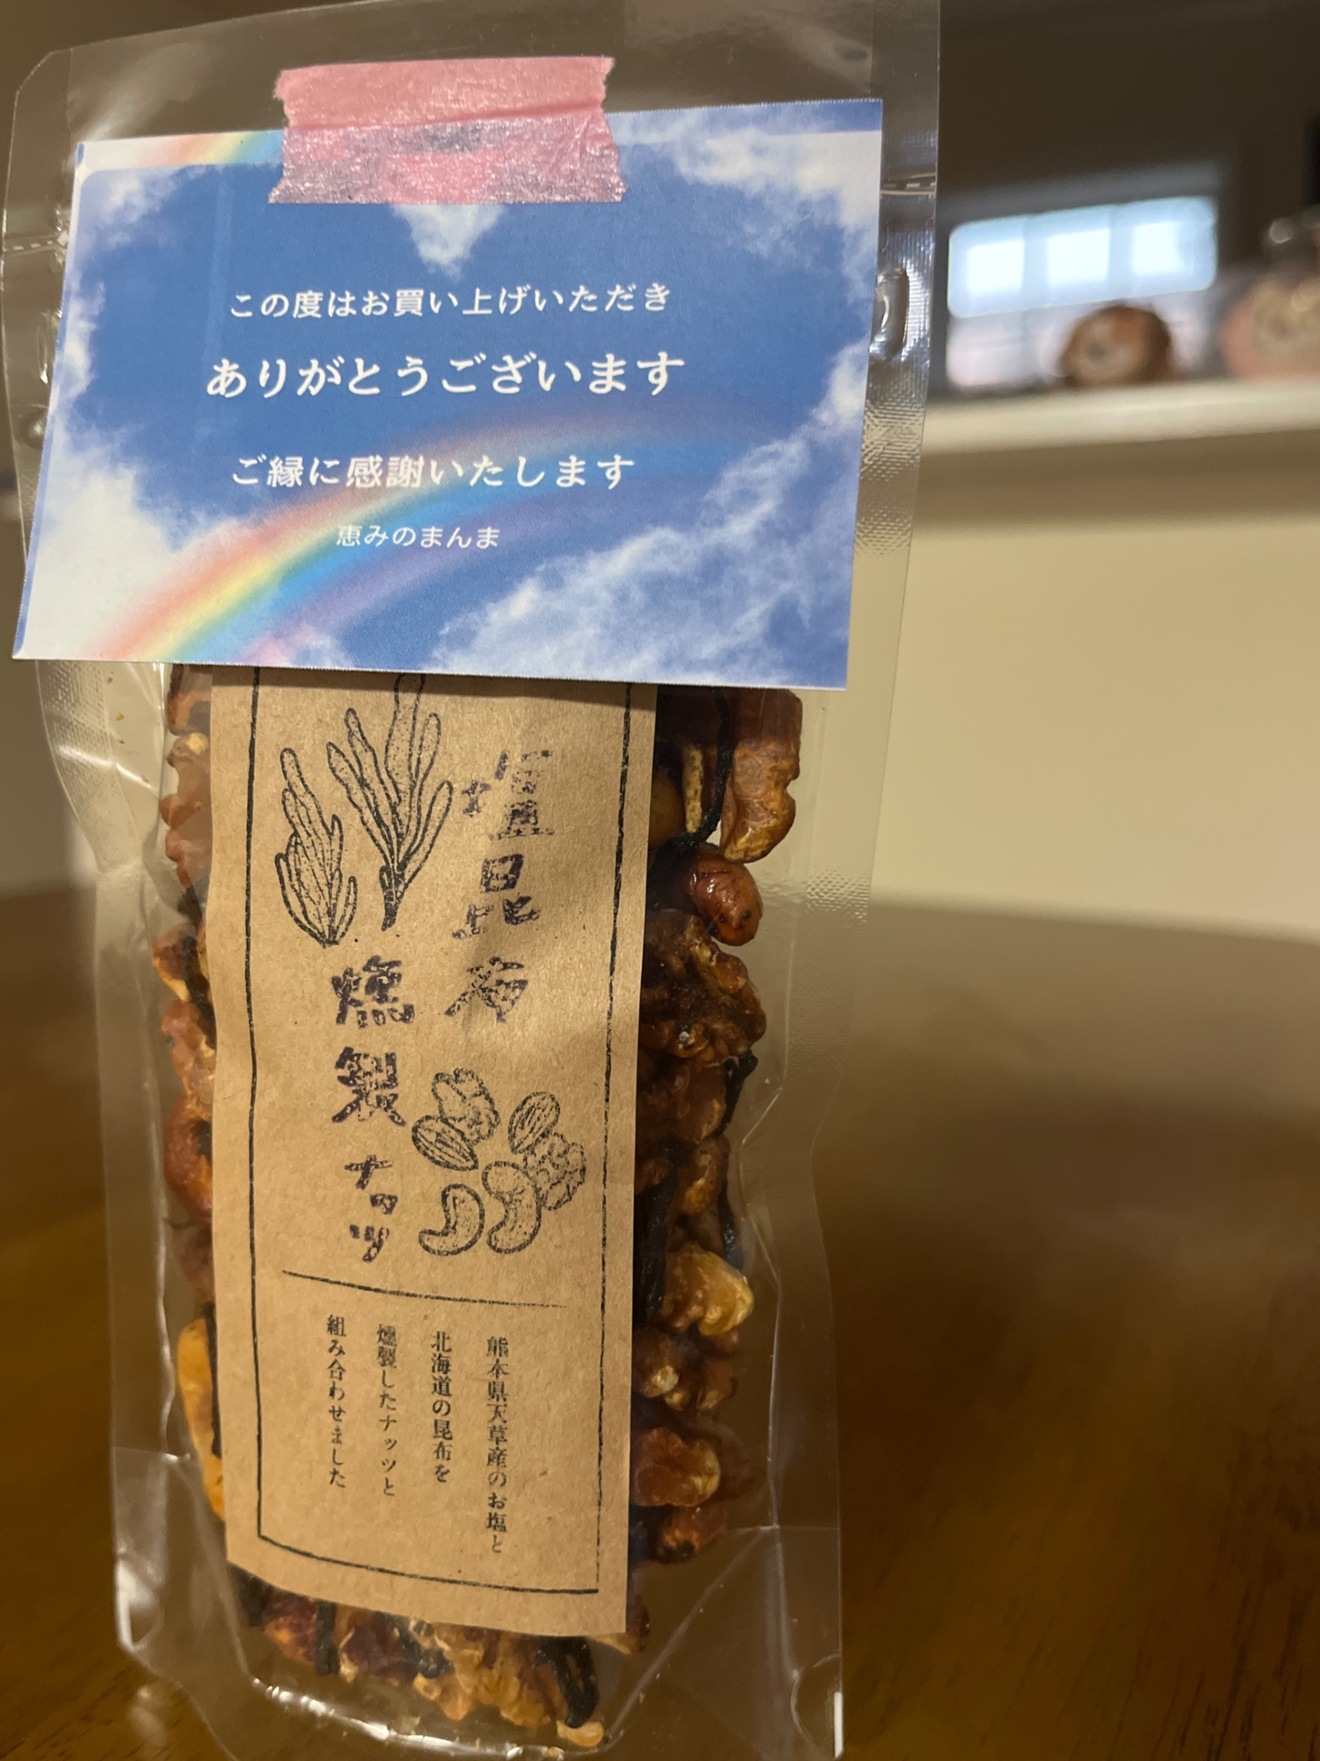 この度はお買い上げいただき
ありがとうございます
ご縁に感謝いたします
恵みのまんま
塩昆布
燻製ナッツ
熊本県天草産のお塩と
北海道の昆布を
燻製したナッツと
組み合わせました